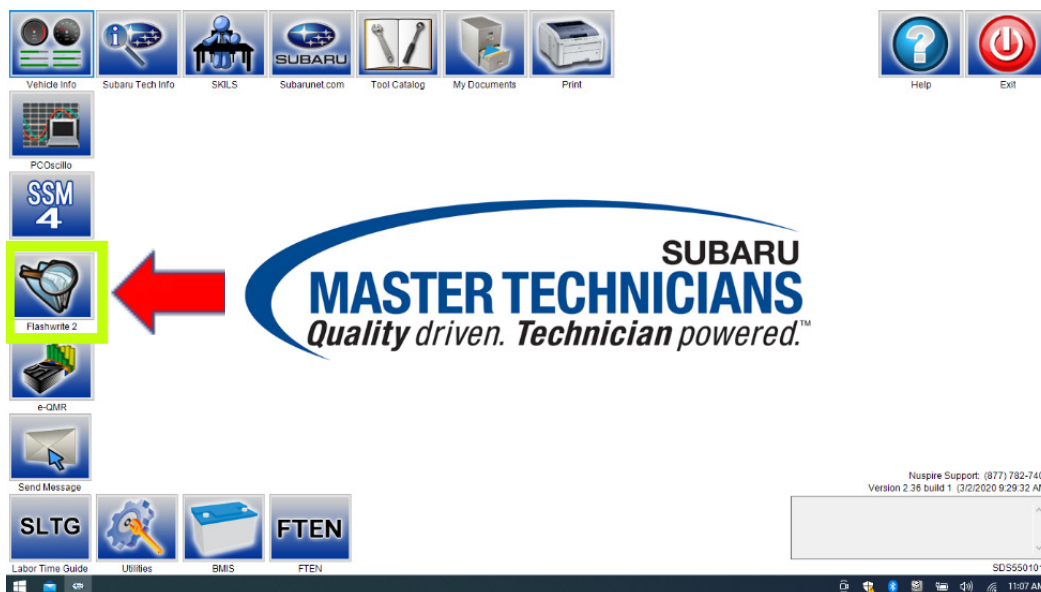 SUBARU
Vehicle Info
Subaru Tech Info
SKILS
Subarunet.com
Tool Catalog
My Documents
Print
Help
Exit
PCOscillo
SSM
4
SUBARU
MASTER TECHNICIANS
Quality driven. Technician powered.™
Flashwrite 2
e-QMR
Send Message
Nuspire Support: (877) 782-740
Version 2.36 build 1 (3/2/2020 9:29:32 AM
SLTG
FTEN
Labor Time Guide
Utilities
BMIS
FTEN
SDS550101
11:07 AM